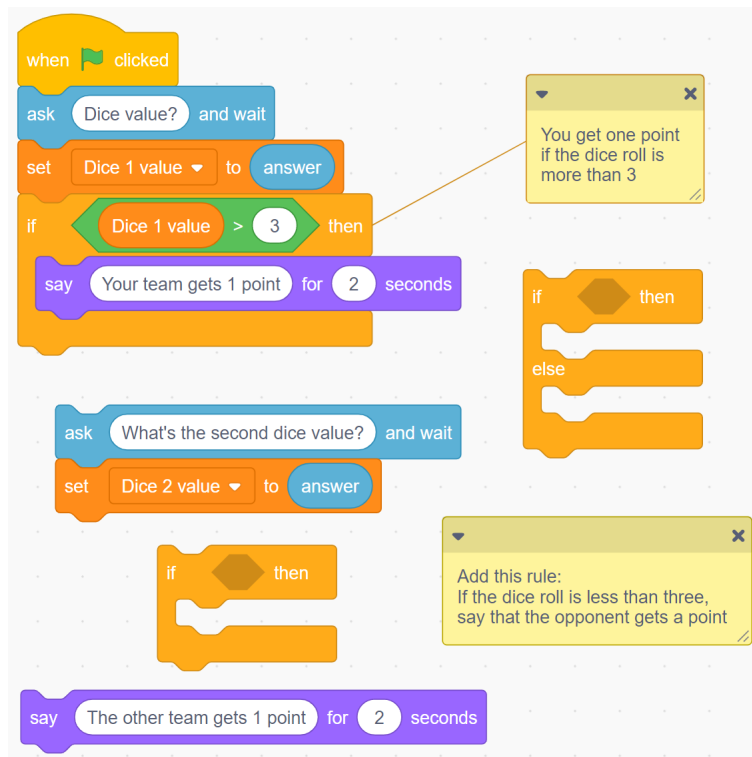 when clicked
ask Dice value? and wait
set Dice 1 value to answer
if Dice 1 value > 3 then
say Your team gets 1 point for 2 seconds
You get one point
if the dice roll is
more than 3
if then
else
ask What's the second dice value? and wait
set Dice 2 value to answer
if then
Add this rule:
If the dice roll is less than three,
say that the opponent gets a point
say The other team gets 1 point for 2 seconds